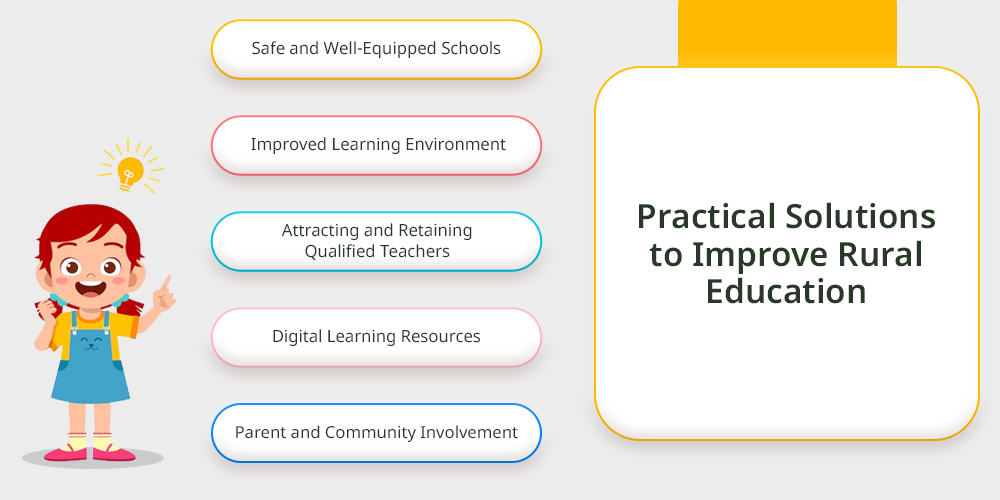 Safe and Well-Equipped Schools
Improved Learning Environment
Attracting and Retaining
Qualified Teachers
Digital Learning Resources
Parent and Community Involvement
Practical Solutions
to Improve Rural
Education